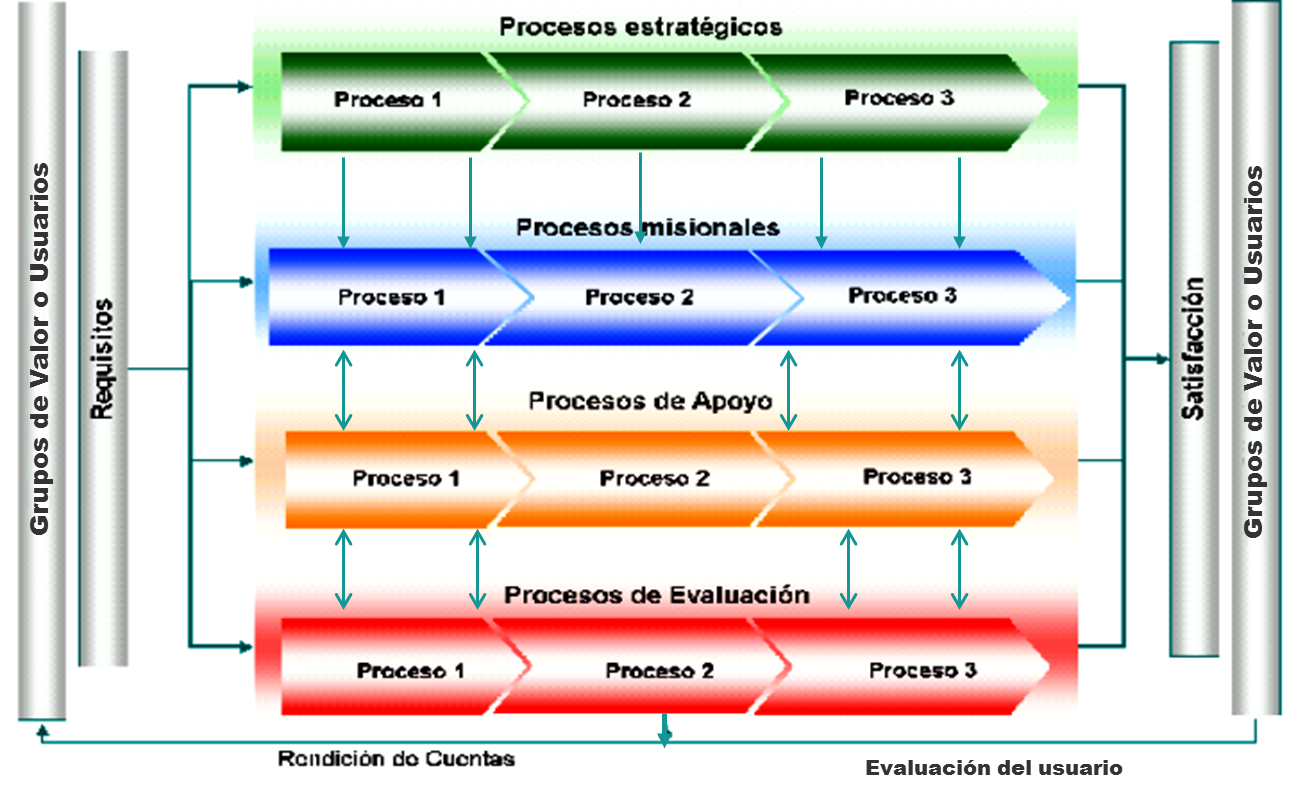 Grupos de Valor o Usuarios
Requisitos
Procesos estratégicos
Proceso 1
Proceso 2
Proceso 3
Procesos misionales
Proceso 1
Proceso 2
Proceso 3
Procesos de Apoyo
Proceso 1
Proceso 2
Proceso 3
Procesos de Evaluación
Proceso 1
Proceso 2
Proceso 3
Satisfacción
Grupos de Valor o Usuarios
Rendición de Cuentas
Evaluación del usuario